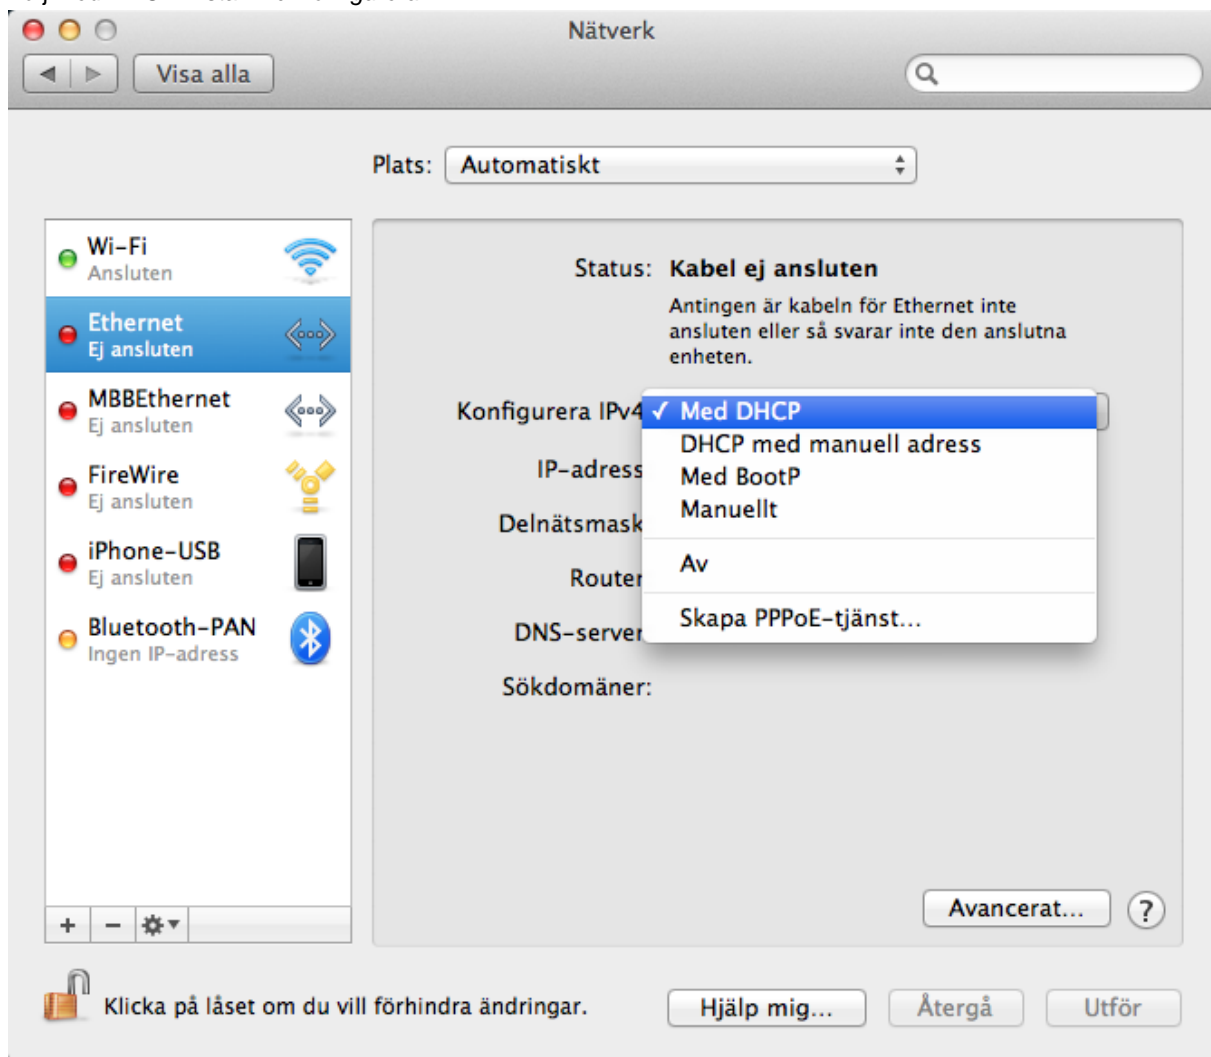 Nätverk
Visa alla
Plats: Automatiskt
Wi-Fi
Ansluten
Ethernet
Ej ansluten
MBBEthernet
Ej ansluten
FireWire
Ej ansluten
iPhone-USB
Ej ansluten
Bluetooth-PAN
Ingen IP-adress
Status: Kabel ej ansluten
Antingen är kabeln för Ethernet inte
ansluten eller så svarar inte den anslutna
enheten.
Konfigurera IPv4 ✓ Med DHCP
DHCP med manuell adress
Med BootP
Manuellt
Av
Skapa PPPoE-tjänst...
IP-adress
Delnätsmask
Router
DNS-server
Sökdomäner:
Avancerat... ?
+ −
Klicka på låset om du vill förhindra ändringar.
Hjälp mig... Återgå Utför